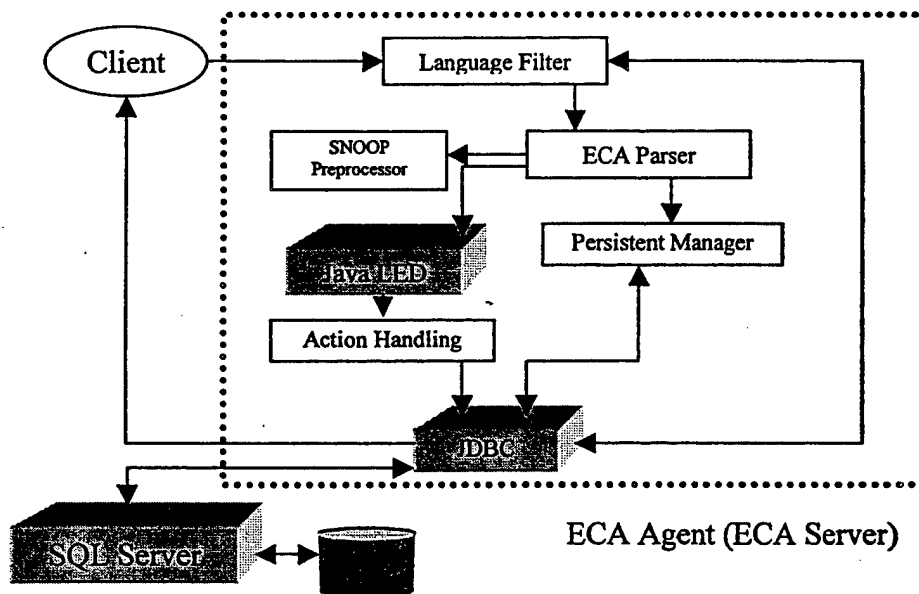 Client
Language Filter
SNOOP
Preprocessor
ECA Parser
Java LED
Persistent Manager
Action Handling
JDBC
SQL Server
ECA Agent (ECA Server)